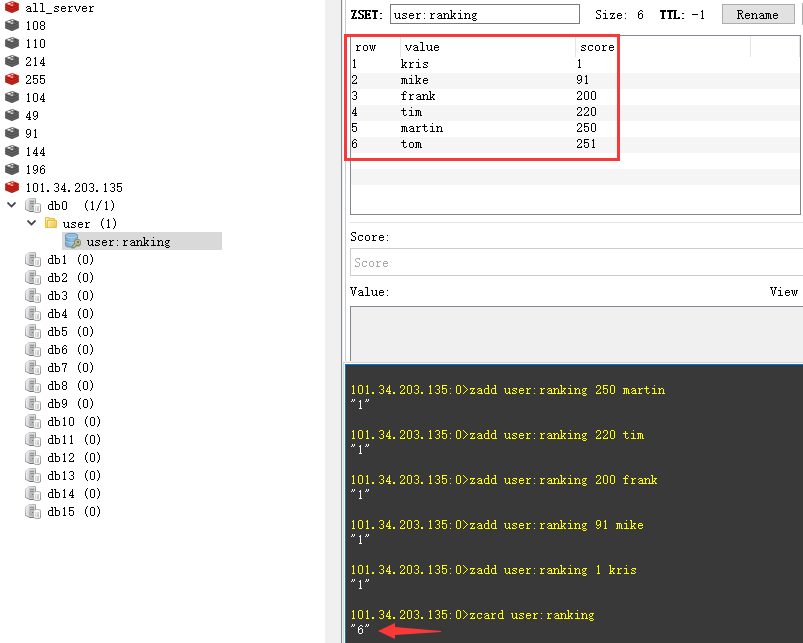 all_server
108
110
214
255
104
49
91
144
196
101.34.203.135
db0 (1/1)
user (1)
user:ranking
db1 (0)
db2 (0)
db3 (0)
db4 (0)
db5 (0)
db6 (0)
db7 (0)
db8 (0)
db9 (0)
db10 (0)
db11 (0)
db12 (0)
db13 (0)
db14 (0)
db15 (0)
ZSET: user:ranking Size: 6 TTL: -1 Rename
row value score
1 kris 1
2 mike 91
3 frank 200
4 tim 220
5 martin 250
6 tom 251
Score:
Score
Value: View
101.34.203.135:0>zadd user:ranking 250 martin
"1"
101.34.203.135:0>zadd user:ranking 220 tim
"1"
101.34.203.135:0>zadd user:ranking 200 frank
"1"
101.34.203.135:0>zadd user:ranking 91 mike
"1"
101.34.203.135:0>zadd user:ranking 1 kris
"1"
101.34.203.135:0>zcard user:ranking
"6"